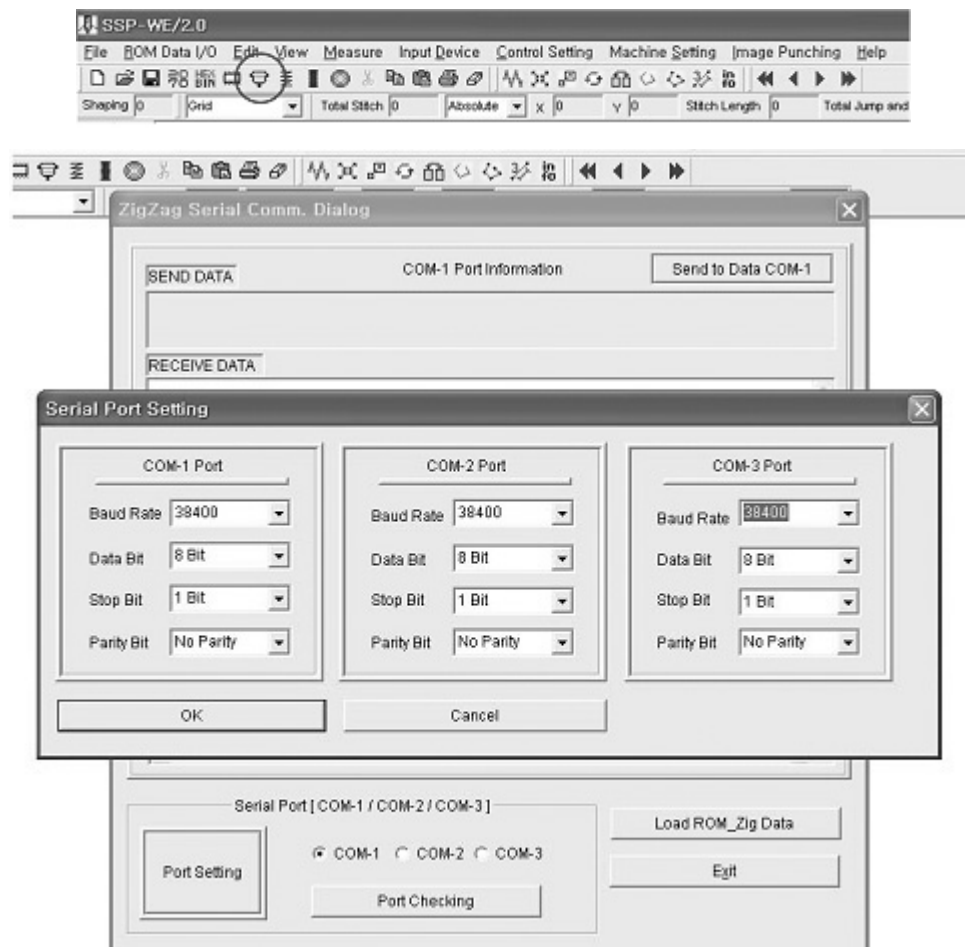 SSP-WE/2.0
File ROM Data I/O Edit View Measure Input Device Control Setting Machine Setting Image Punching Help
Shaping 0 Grid Total Stitch 0 Absolute X 0 Y 0 Stitch Length 0 Total Jump and
ZigZag Serial Comm. Dialog
SEND DATA COM-1 Port Information Send to Data COM-1
RECEIVE DATA
Serial Port Setting
COM-1 Port COM-2 Port COM-3 Port
Baud Rate 38400 Baud Rate 38400 Baud Rate 38400
Data Bit 8 Bit Data Bit 8 Bit Data Bit 8 Bit
Stop Bit 1 Bit Stop Bit 1 Bit Stop Bit 1 Bit
Parity Bit No Parity Parity Bit No Parity Parity Bit No Parity
OK Cancel
Serial Port [ COM-1 / COM-2 / COM-3 ]
Load ROM_Zig Data
COM-1 COM-2 COM-3
Port Setting Exit
Port Checking